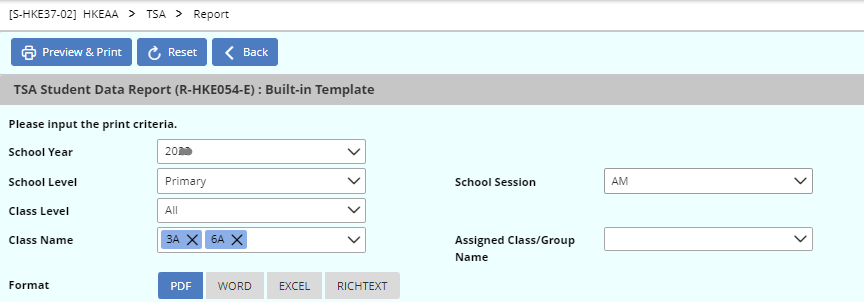 [S-HKE37-02] HKEAA > TSA > Report
Preview & Print Reset Back
TSA Student Data Report (R-HKE054-E) : Built-in Template
Please input the print criteria.
School Year
School Level Primary School Session AM
Class Level All
Class Name 3A 6A Assigned Class/Group
Name
Format PDF WORD EXCEL RICHTEXT